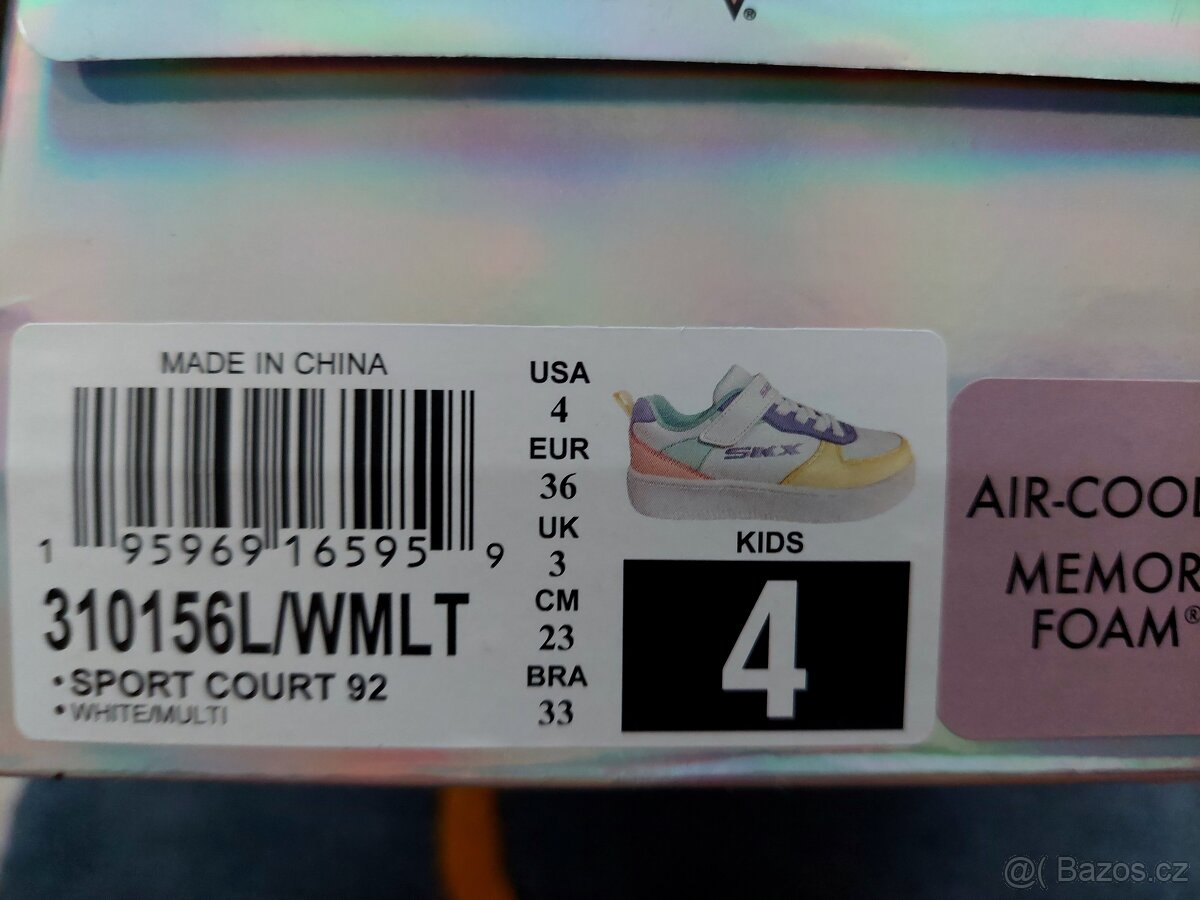 ®
MADE IN CHINA
1 95969 16595 9
310156L/WMLT
• SPORT COURT 92
• WHITE/MULTI
USA
4
EUR
36
UK
3
CM
23
BRA
33
SKX
KIDS
4
AIR-COOL
MEMOR
FOAM®
@( Bazos.cz